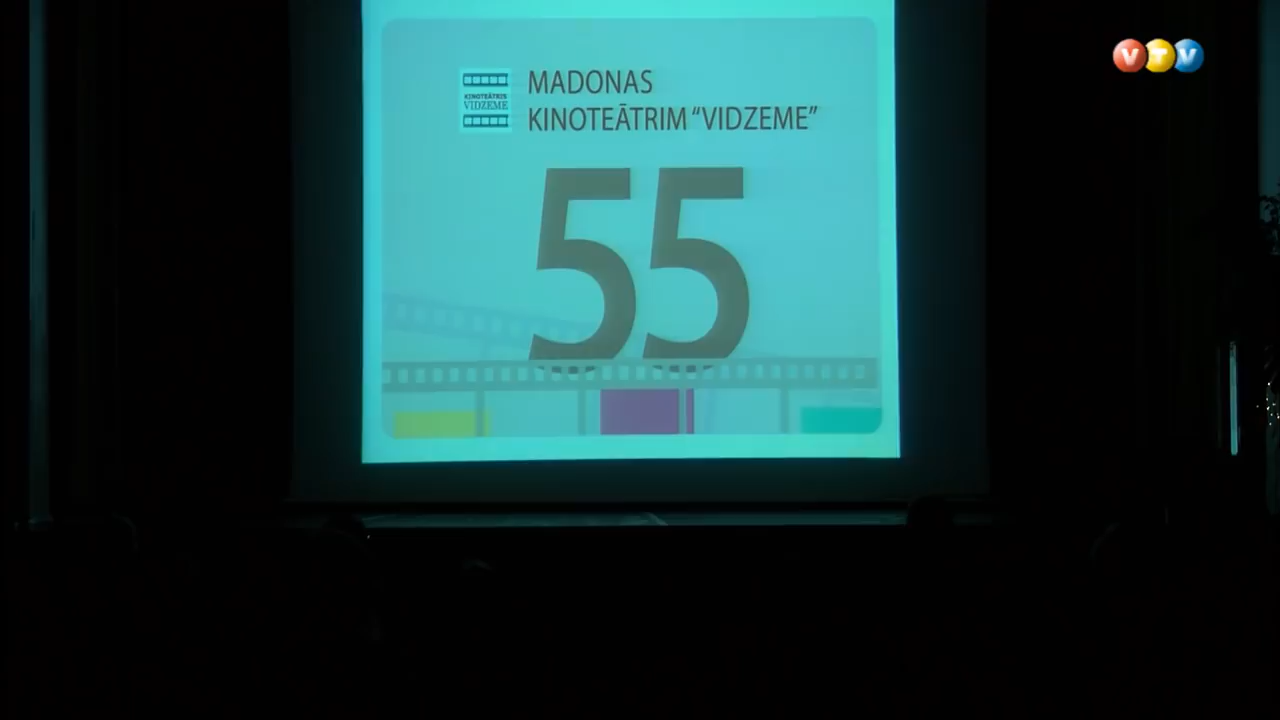 VTV
MADONAS
KINOTEĀTRIM “VIDZEME”
KINOTEĀTRIS
VIDZEME
55